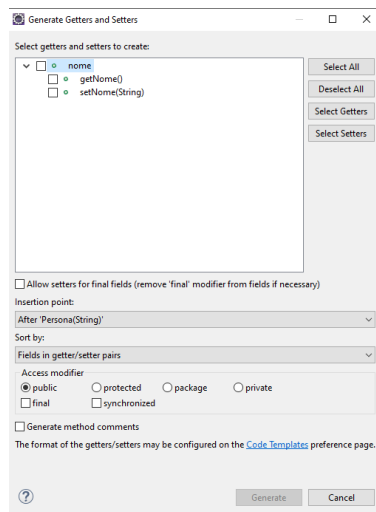 Generate Getters and Setters
Select getters and setters to create:
nome
getNome()
setNome(String)
Select All
Deselect All
Select Getters
Select Setters
Allow setters for final fields (remove 'final' modifier from fields if necessary)
Insertion point:
After 'Persona(String)'
Sort by:
Fields in getter/setter pairs
Access modifier
public protected package private
final synchronized
Generate method comments
The format of the getters/setters may be configured on the Code Templates preference page.
Generate Cancel